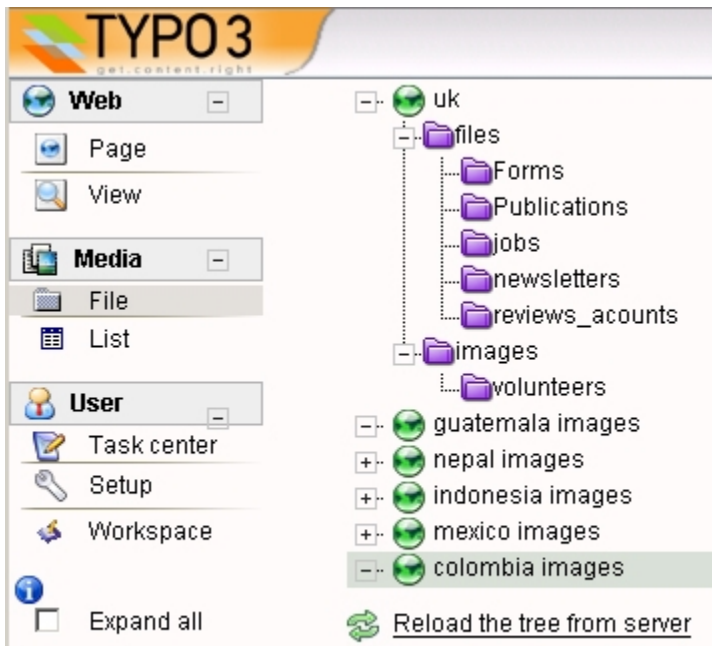 TYPO3
get.content.right
Web
Page
View
Media
File
List
User
Task center
Setup
Workspace
Expand all
uk
files
Forms
Publications
jobs
newsletters
reviews_acounts
images
volunteers
guatemala images
nepal images
indonesia images
mexico images
colombia images
Reload the tree from server